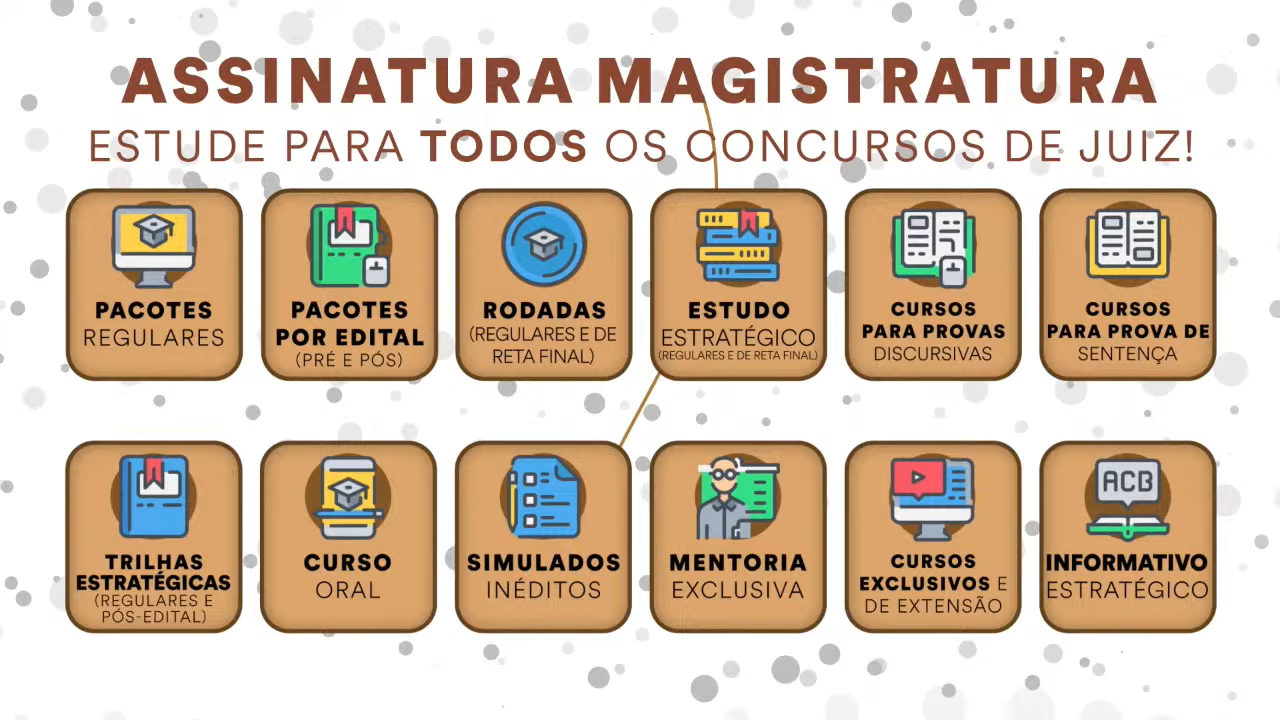 ASSINATURA MAGISTRATURA
ESTUDE PARA TODOS OS CONCURSOS DE JUIZ!
PACOTES
REGULARES
PACOTES
POR EDITAL
(PRÉ E PÓS)
RODADAS
(REGULARES E DE
RETA FINAL)
ESTUDO
ESTRATÉGICO
(REGULARES E DE RETA FINAL)
CURSOS
PARA PROVAS
DISCURSIVAS
CURSOS
PARA PROVA DE
SENTENÇA
TRILHAS
ESTRATÉGICAS
(REGULARES E
PÓS-EDITAL)
CURSO
ORAL
SIMULADOS
INÉDITOS
MENTORIA
EXCLUSIVA
CURSOS
EXCLUSIVOS E
DE EXTENSÃO
ACB
INFORMATIVO
ESTRATÉGICO